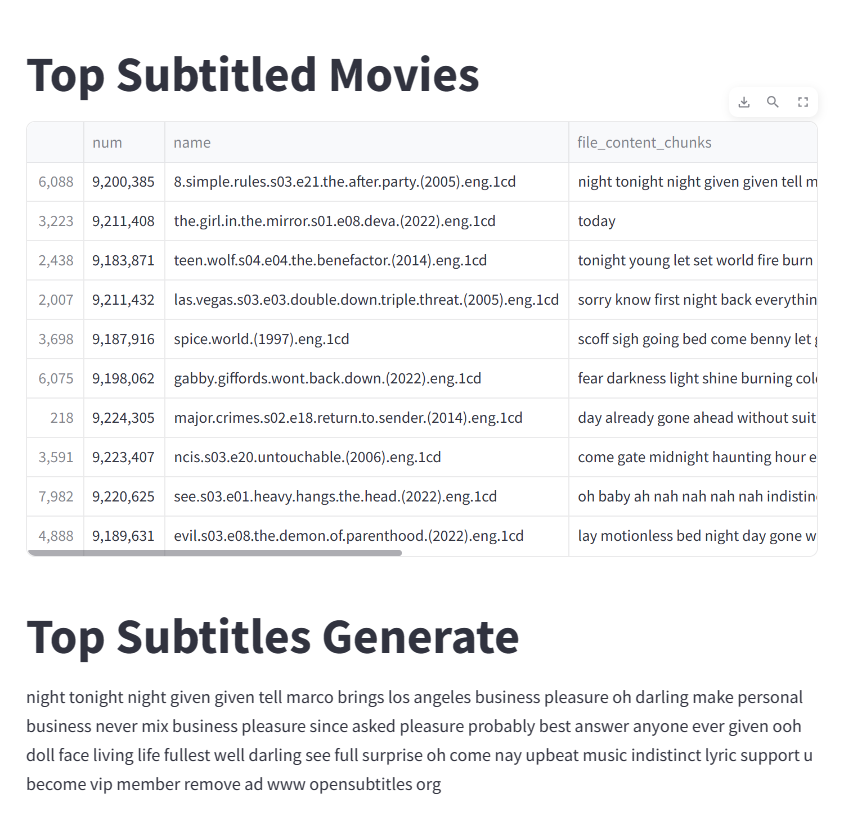 Top Subtitled Movies
num name file_content_chunks
6,088 9,200,385 8.simple.rules.s03.e21.the.after.party.(2005).eng.1cd night tonight night given given tell m
3,223 9,211,408 the.girl.in.the.mirror.s01.e08.deva.(2022).eng.1cd today
2,438 9,183,871 teen.wolf.s04.e04.the.benefactor.(2014).eng.1cd tonight young let set world fire burn
2,007 9,211,432 las.vegas.s03.e03.double.down.triple.threat.(2005).eng.1cd sorry know first night back everythin
3,698 9,187,916 spice.world.(1997).eng.1cd scoff sigh going bed come benny let
6,075 9,198,062 gabby.giffords.wont.back.down.(2022).eng.1cd fear darkness light shine burning col
218 9,224,305 major.crimes.s02.e18.return.to.sender.(2014).eng.1cd day already gone ahead without suit
3,591 9,223,407 ncis.s03.e20.untouchable.(2006).eng.1cd come gate midnight haunting hour e
7,982 9,220,625 see.s03.e01.heavy.hangs.the.head.(2022).eng.1cd oh baby ah nah nah nah nah indistin
4,888 9,189,631 evil.s03.e08.the.demon.of.parenthood.(2022).eng.1cd lay motionless bed night day gone w
Top Subtitles Generate
night tonight night given given tell marco brings los angeles business pleasure oh darling make personal
business never mix business pleasure since asked pleasure probably best answer anyone ever given ooh
doll face living life fullest well darling see full surprise oh come nay upbeat music indistinct lyric support u
become vip member remove ad www opensubtitles org